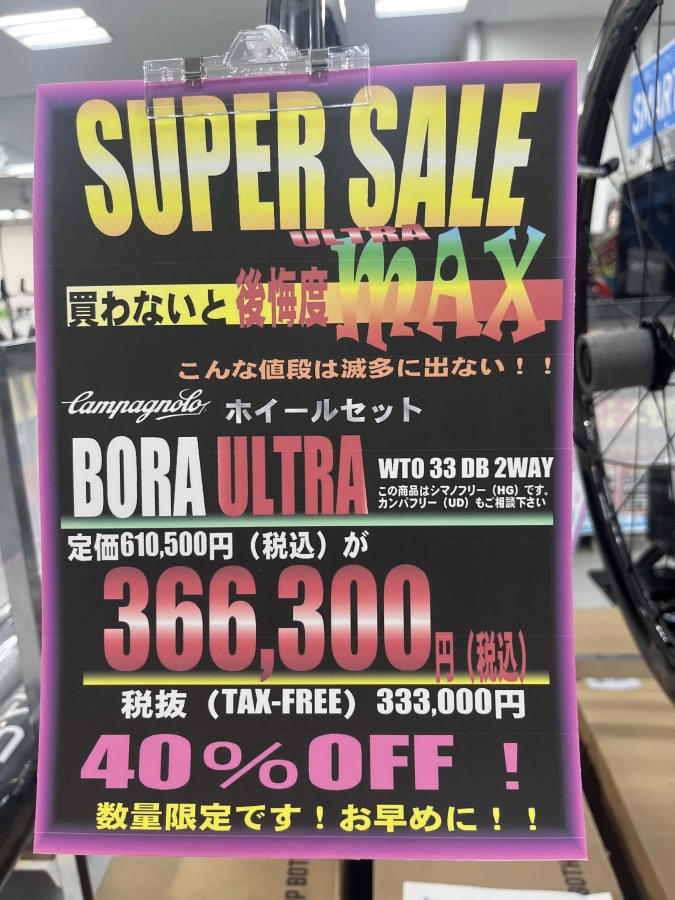 SUPER SALE
ULTRA
買わないと後悔度MAX
こんな値段は滅多に出ない！！
Campagnolo ホイールセット
BORA ULTRA WTO 33 DB 2WAY
この商品はシマノフリー（HG）です。
カンパフリー（UD）もご相談下さい
定価610,500円（税込）が
366,300円（税込）
税抜（TAX-FREE）333,000円
40%OFF！
数量限定です！お早めに！！
SMART